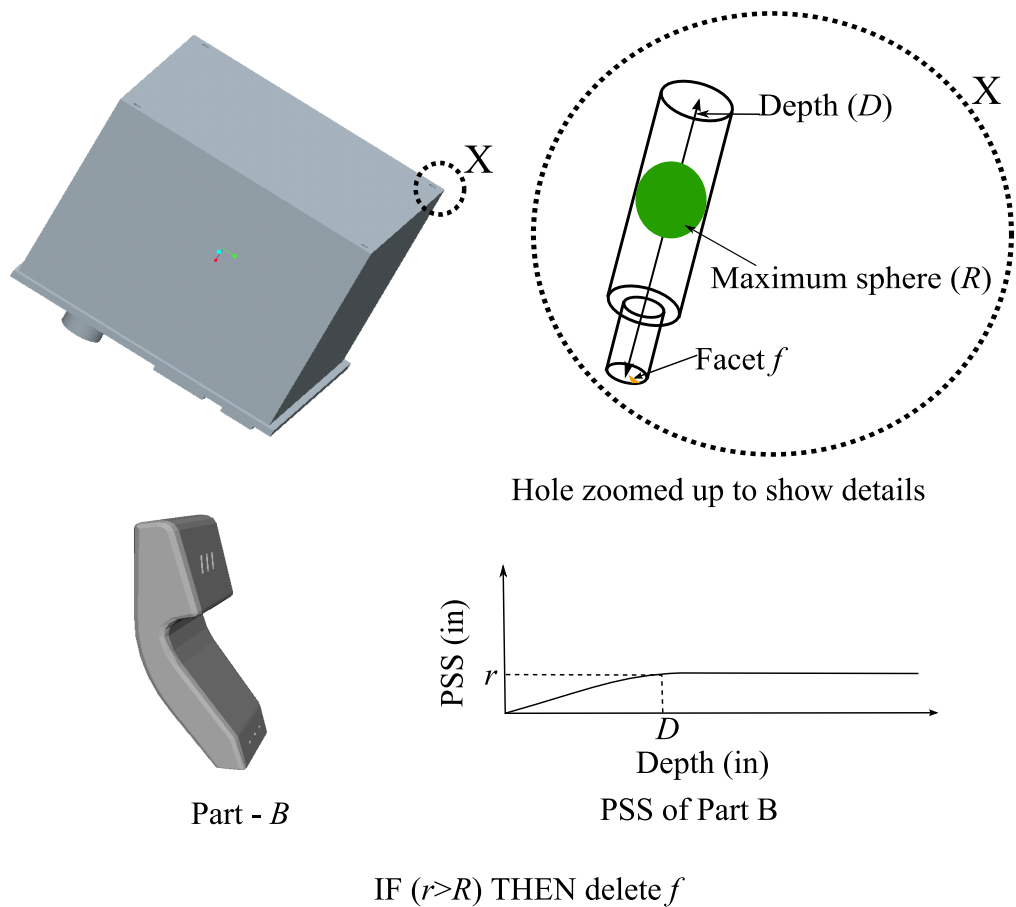 X
X
Depth (D)
Maximum sphere (R)
Facet f
Hole zoomed up to show details
Part - B
PSS (in)
r
D
Depth (in)
PSS of Part B
IF (r>R) THEN delete f